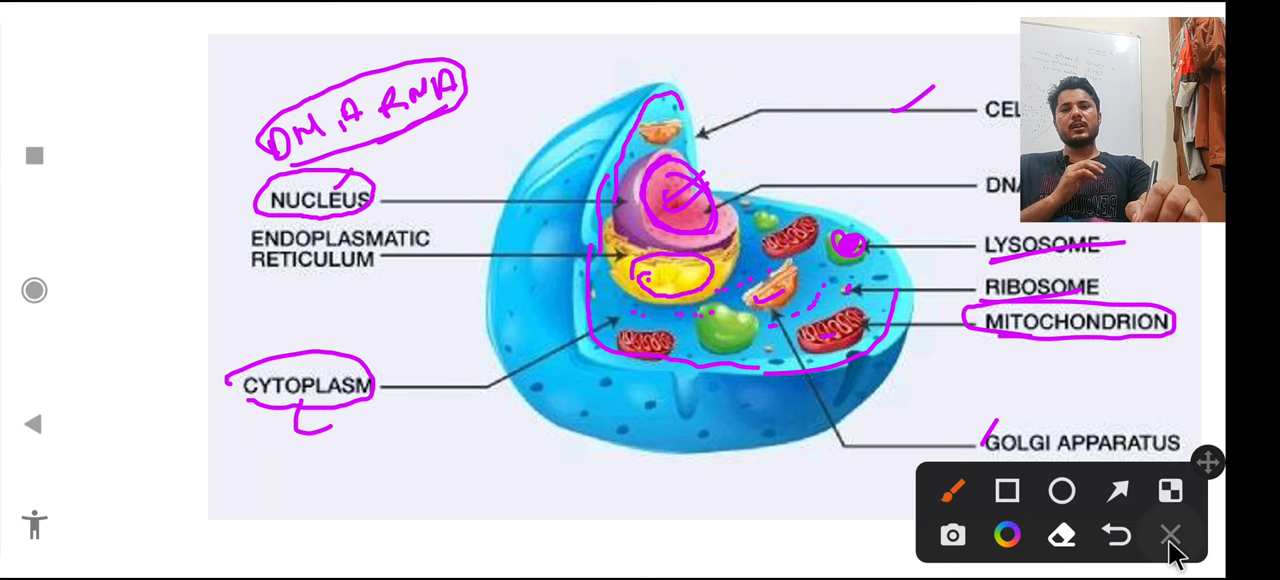 DNA, RNA
NUCLEUS
ENDOPLASMATIC
RETICULUM
CYTOPLASM
CEL
DNA
LYSOSOME
RIBOSOME
MITOCHONDRION
GOLGI APPARATUS